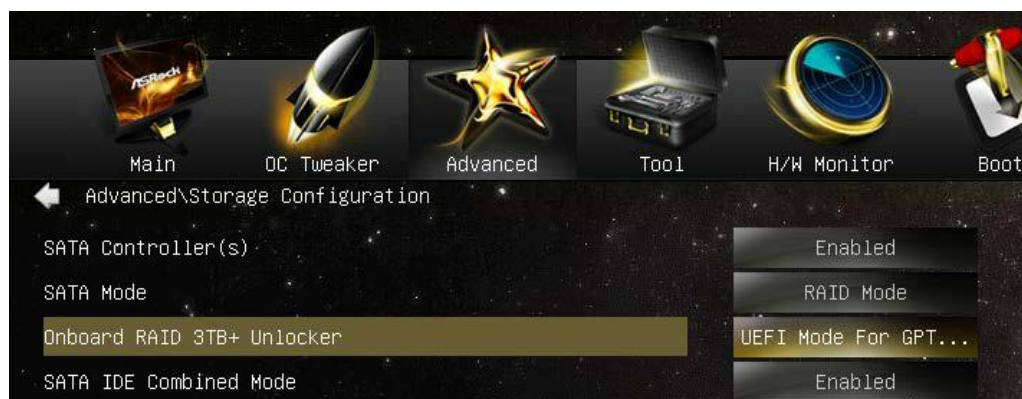 ASRock
Main OC Tweaker Advanced Tool H/W Monitor Boot
Advanced\Storage Configuration
SATA Controller(s) Enabled
SATA Mode RAID Mode
Onboard RAID 3TB+ Unlocker UEFI Mode For GPT...
SATA IDE Combined Mode Enabled